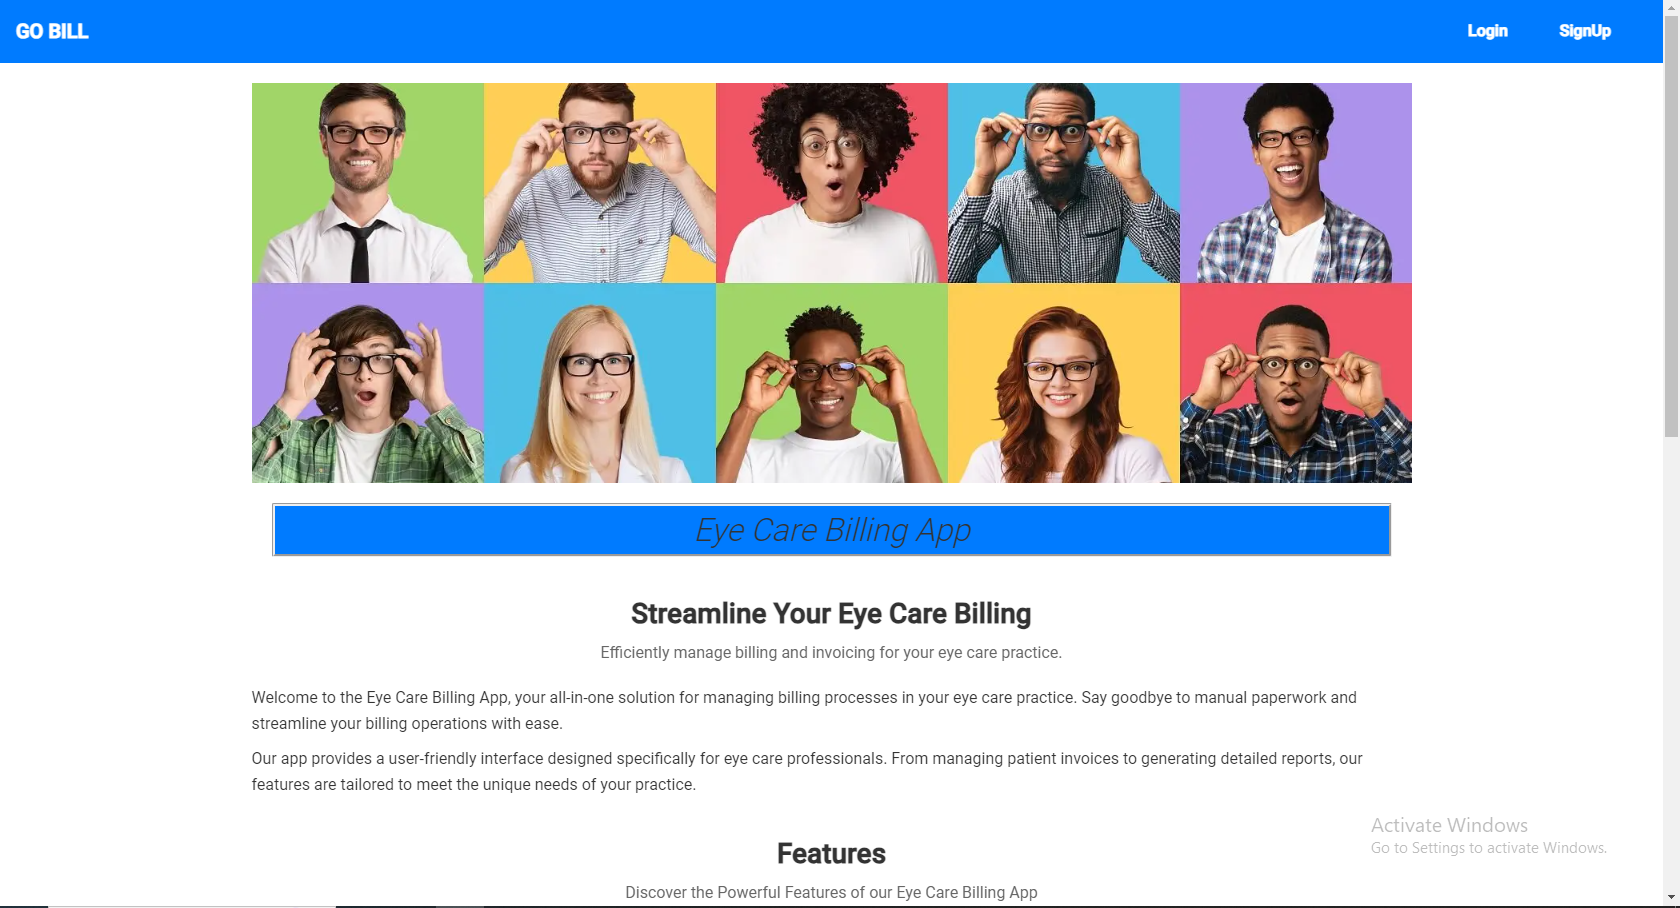 GO BILL
Login
SignUp
Eye Care Billing App
Streamline Your Eye Care Billing
Efficiently manage billing and invoicing for your eye care practice.
Welcome to the Eye Care Billing App, your all-in-one solution for managing billing processes in your eye care practice. Say goodbye to manual paperwork and
streamline your billing operations with ease.
Our app provides a user-friendly interface designed specifically for eye care professionals. From managing patient invoices to generating detailed reports, our
features are tailored to meet the unique needs of your practice.
Features
Discover the Powerful Features of our Eye Care Billing App
Activate Windows
Go to Settings to activate Windows.